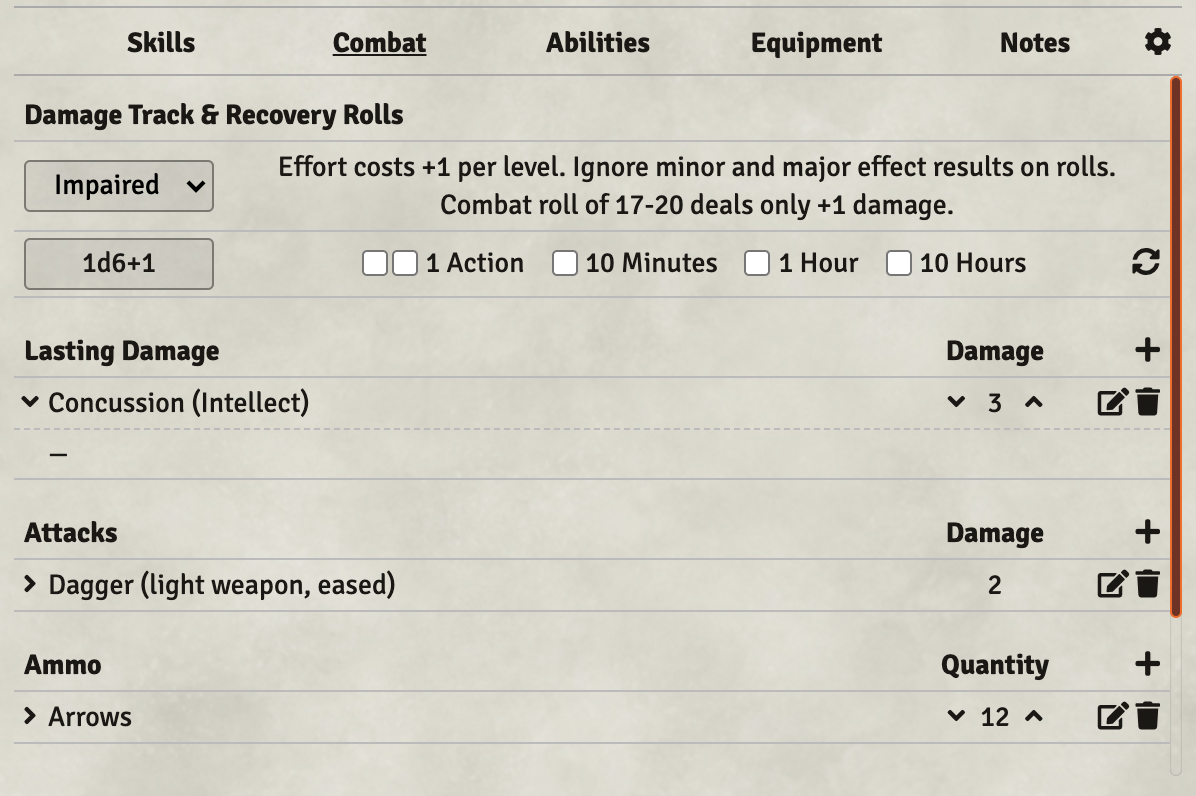 Skills Combat Abilities Equipment Notes
Damage Track & Recovery Rolls
Impaired
Effort costs +1 per level. Ignore minor and major effect results on rolls.
Combat roll of 17-20 deals only +1 damage.
1d6+1 1 Action 10 Minutes 1 Hour 10 Hours
Lasting Damage Damage
Concussion (Intellect) 3
—
Attacks Damage
Dagger (light weapon, eased) 2
Ammo Quantity
Arrows 12